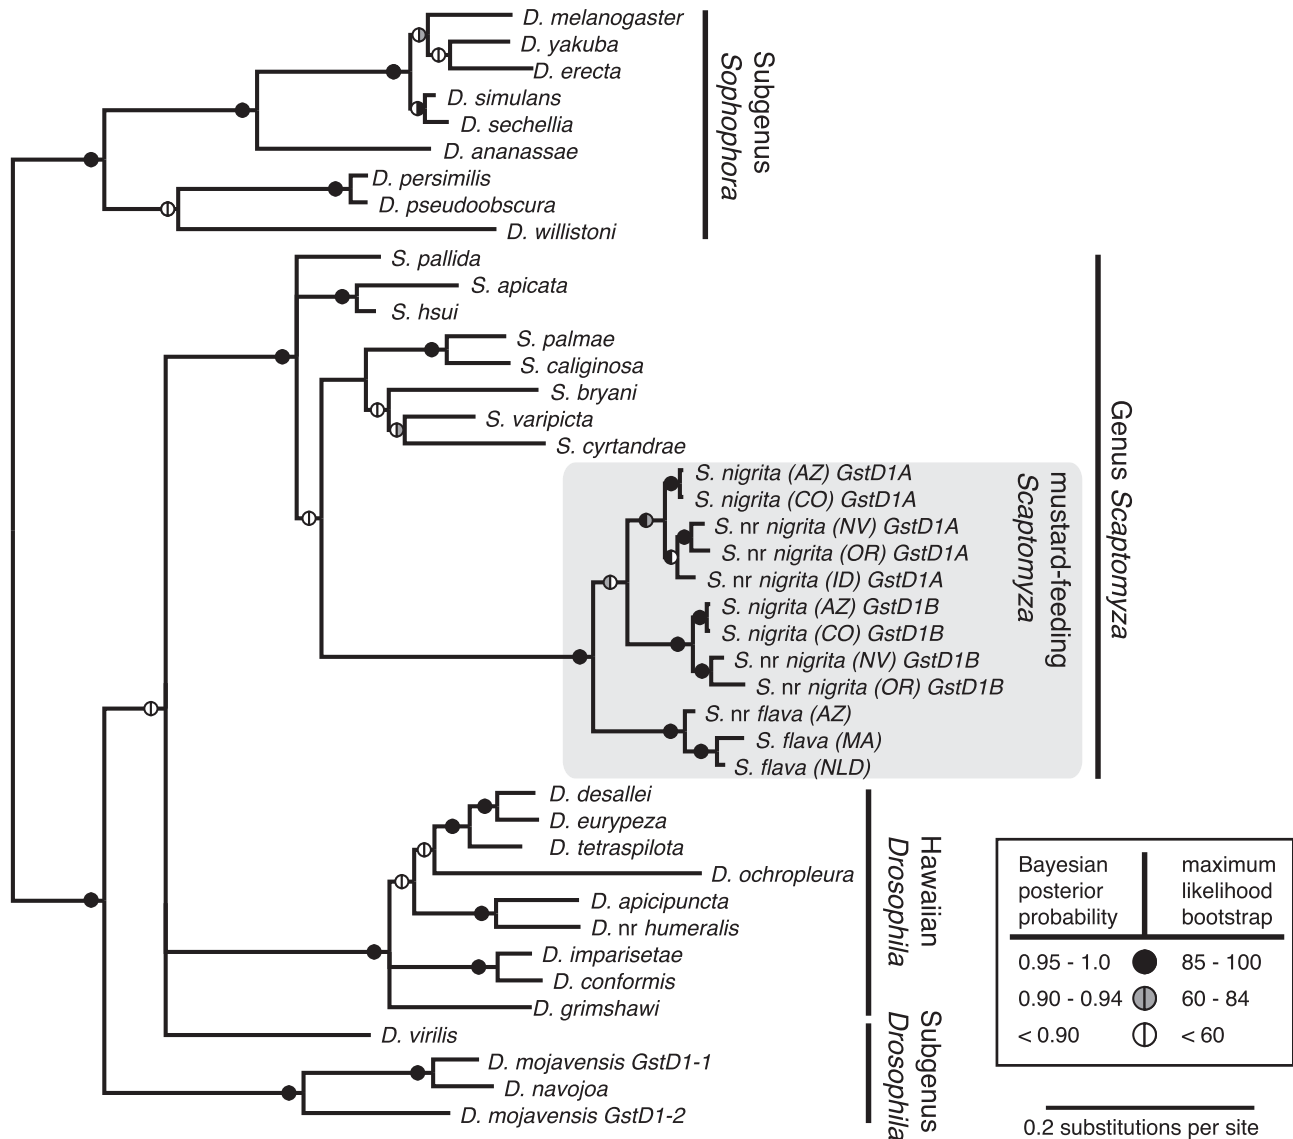 D. melanogaster
D. yakuba
D. erecta
D. simulans
D. sechellia
D. ananassae
D. persimilis
D. pseudoobscura
D. willistoni
Subgenus
Sophophora
S. pallida
S. apicata
S. hsui
S. palmae
S. caliginosa
S. bryani
S. varipicta
S. cyrtandrae
S. nigrita (AZ) GstD1A
S. nigrita (CO) GstD1A
S. nr nigrita (NV) GstD1A
S. nr nigrita (OR) GstD1A
S. nr nigrita (ID) GstD1A
S. nigrita (AZ) GstD1B
S. nigrita (CO) GstD1B
S. nr nigrita (NV) GstD1B
S. nr nigrita (OR) GstD1B
S. nr flava (AZ)
S. flava (MA)
S. flava (NLD)
mustard-feeding
Scaptomyza
Genus Scaptomyza
D. desallei
D. eurypeza
D. tetraspilota
D. ochropleura
D. apicipuncta
D. nr humeralis
D. imparisetae
D. conformis
D. grimshawi
Hawaiian
Drosophila
D. virilis
D. mojavensis GstD1-1
D. navojoa
D. mojavensis GstD1-2
Subgenus
Drosophila
Bayesian
posterior
probability
maximum
likelihood
bootstrap
0.95 - 1.0
85 - 100
0.90 - 0.94
60 - 84
< 0.90
< 60
0.2 substitutions per site